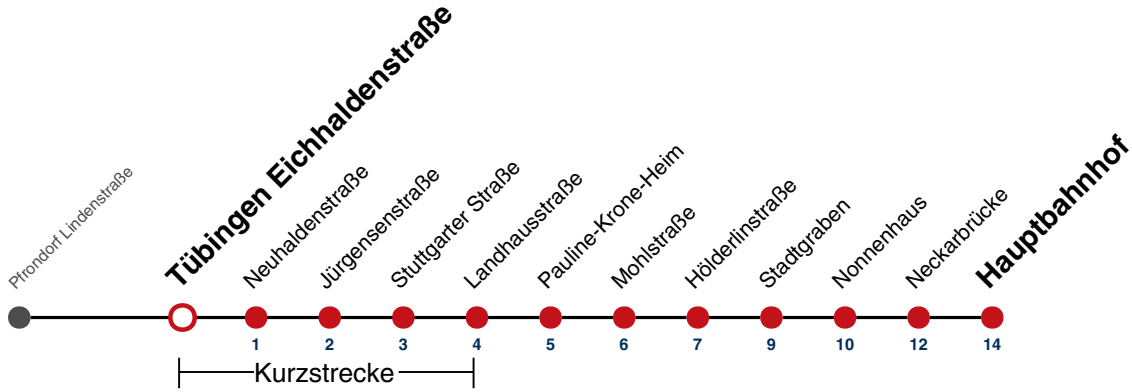 Pfrondorf Lindenstraße
Tübingen Eichhaldenstraße
Neuhaldenstraße
Jürgensenstraße
Stuttgarter Straße
Landhausstraße
Pauline-Krone-Heim
Mohlstraße
Hölderlinstraße
Stadtgraben
Nonnenhaus
Neckarbrücke
Hauptbahnhof
1 2 3 4 5 6 7 9 10 12 14
Kurzstrecke